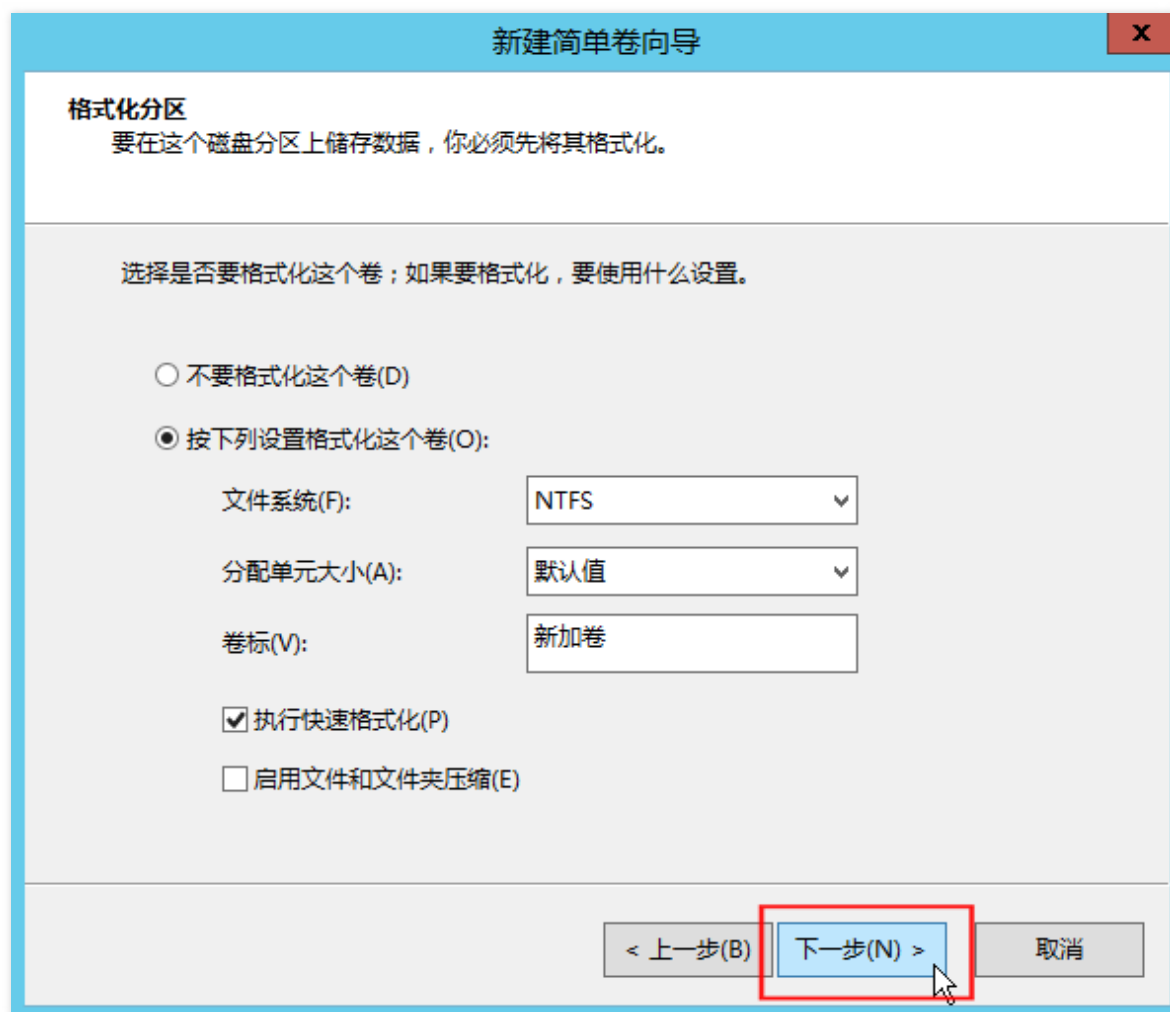 新建简单卷向导
x
格式化分区
要在这个磁盘分区上储存数据，你必须先将其格式化。
选择是否要格式化这个卷；如果要格式化，要使用什么设置。
不要格式化这个卷(D)
按下列设置格式化这个卷(O):
文件系统(F): NTFS
分配单元大小(A): 默认值
卷标(V): 新加卷
执行快速格式化(P)
启用文件和文件夹压缩(E)
< 上一步(B) 下一步(N) > 取消